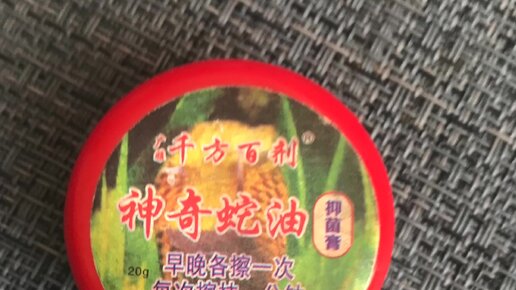 千方百剂®
神奇蛇油
抑菌膏
20g
早晚各擦一次